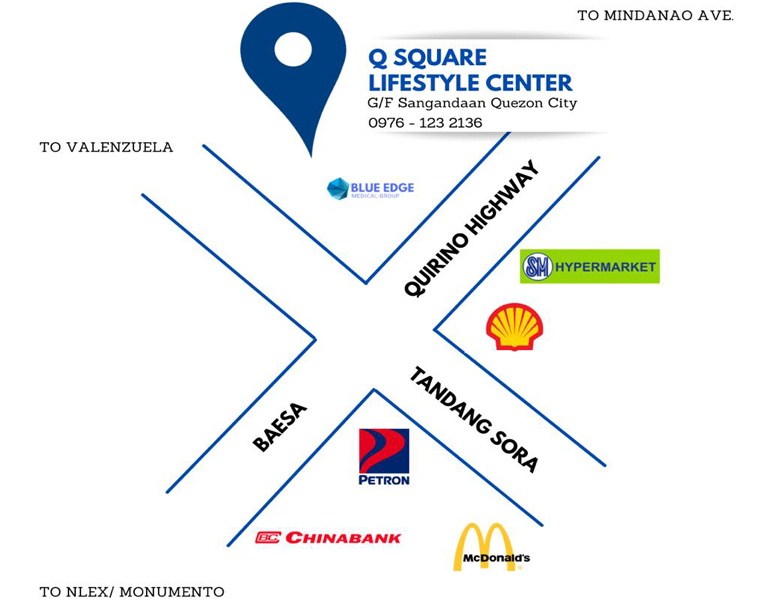 TO MINDANAO AVE.
Q SQUARE
LIFESTYLE CENTER
G/F Sangandaan Quezon City
0976 - 123 2136
TO VALENZUELA
BLUE EDGE
MEDICAL GROUP
QUIRINO HIGHWAY
SM HYPERMARKET
TANDANG SORA
BAESA
PETRON
CBC CHINABANK
McDonald's
TO NLEX/ MONUMENTO